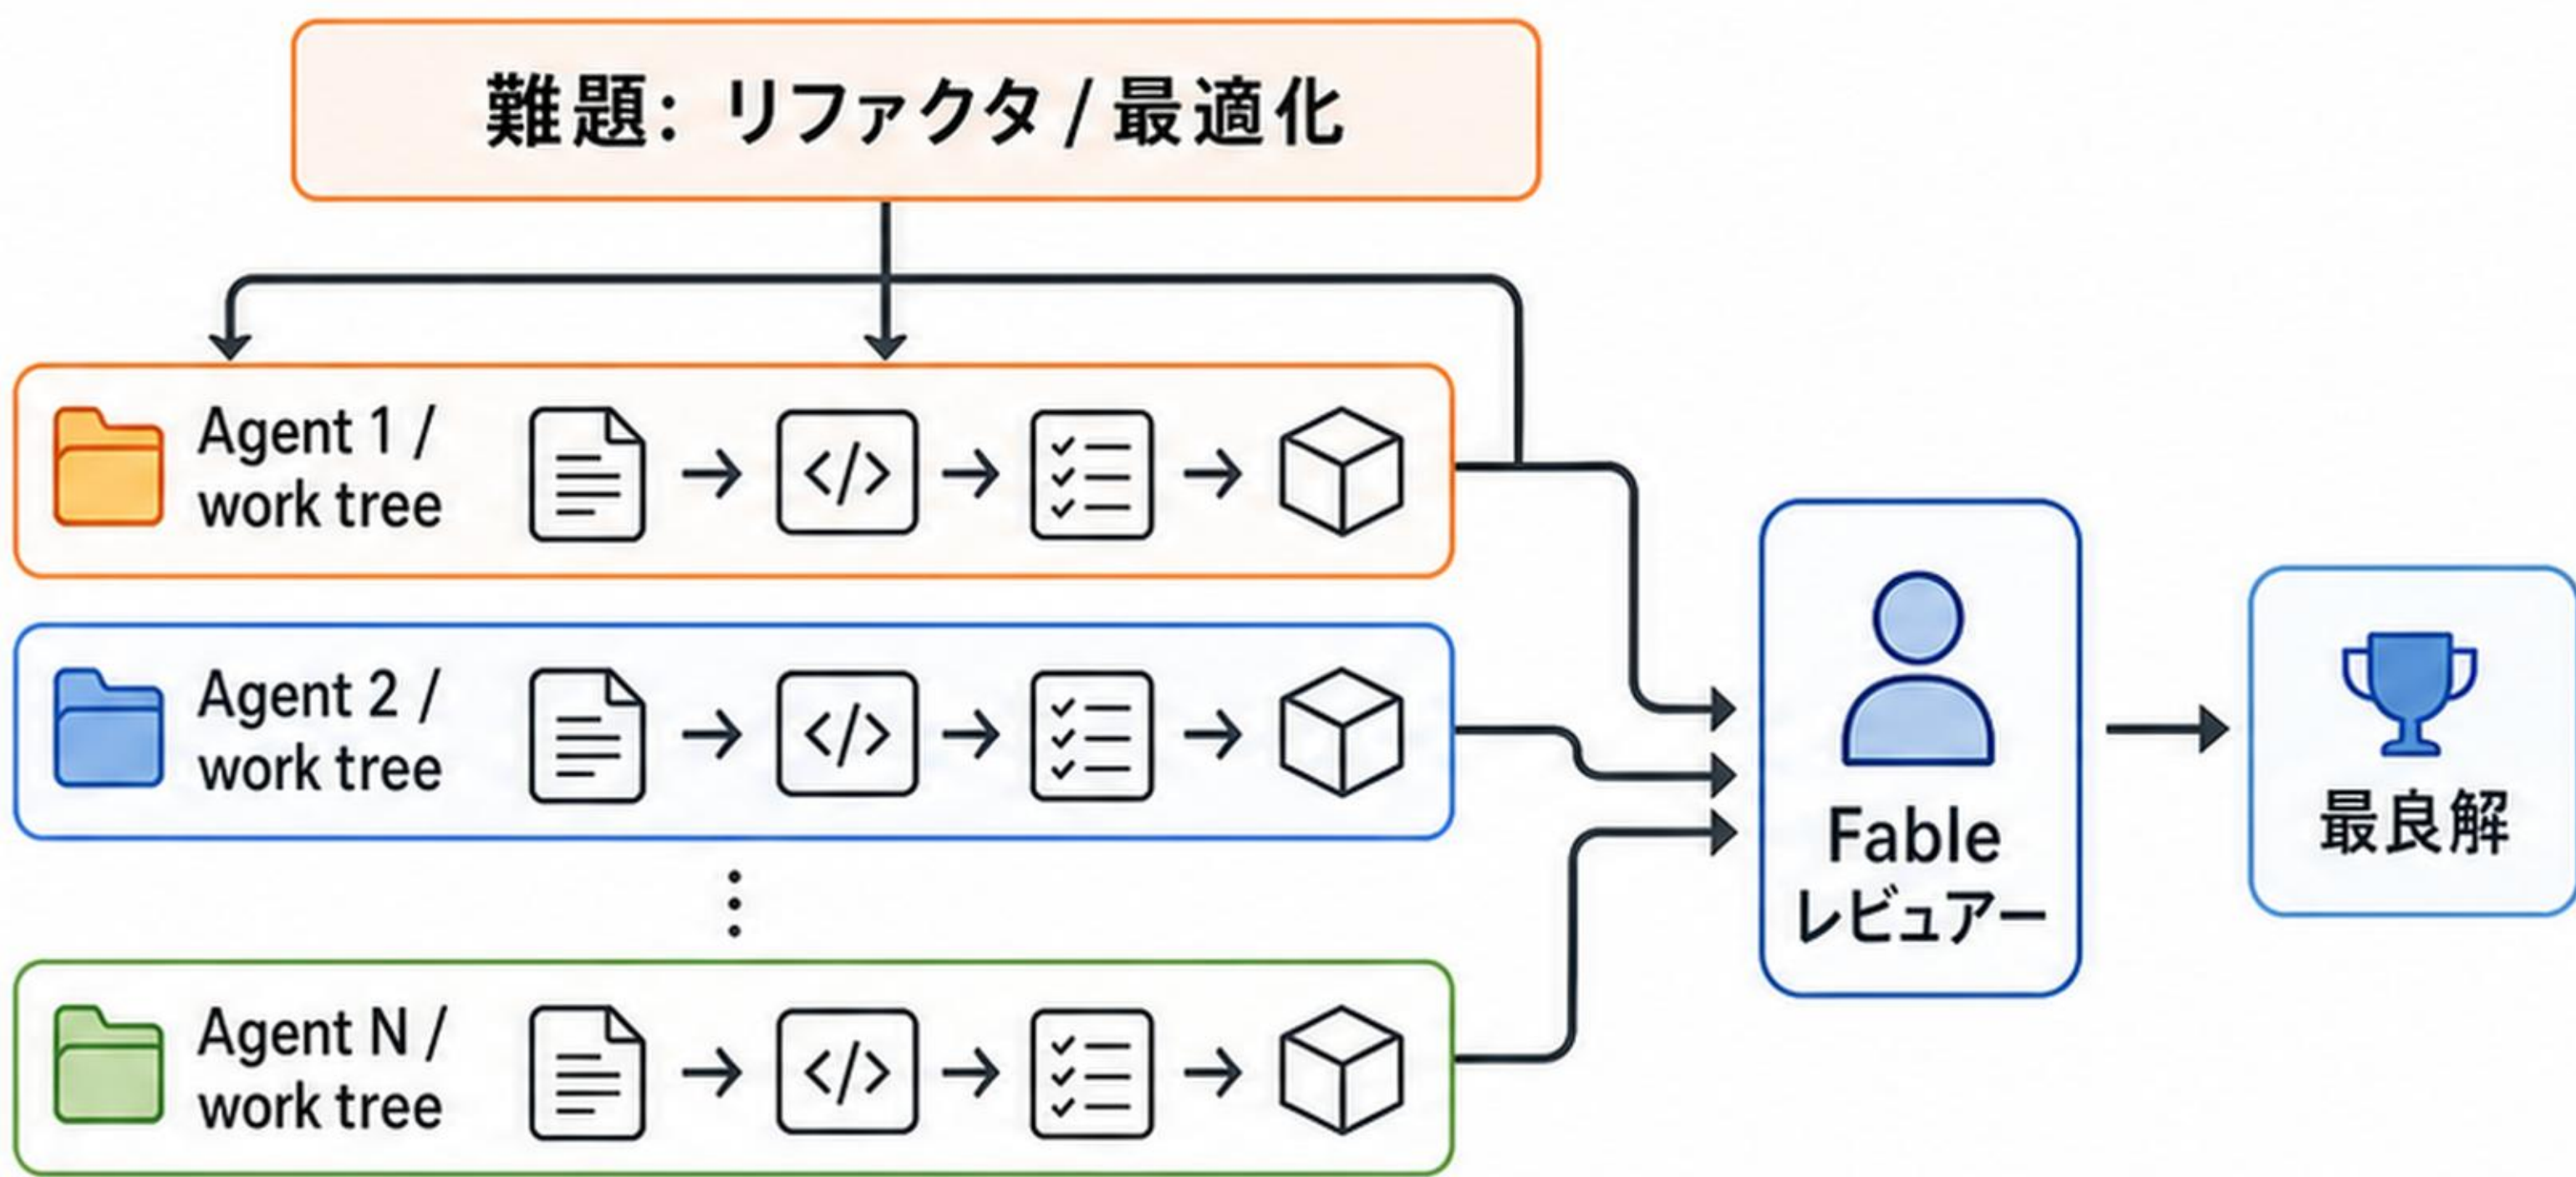 難題: リファクタ / 最適化
Agent 1 /
work tree
</>
Agent 2 /
work tree
</>
Agent N /
work tree
</>
Fable
レビュアー
最良解